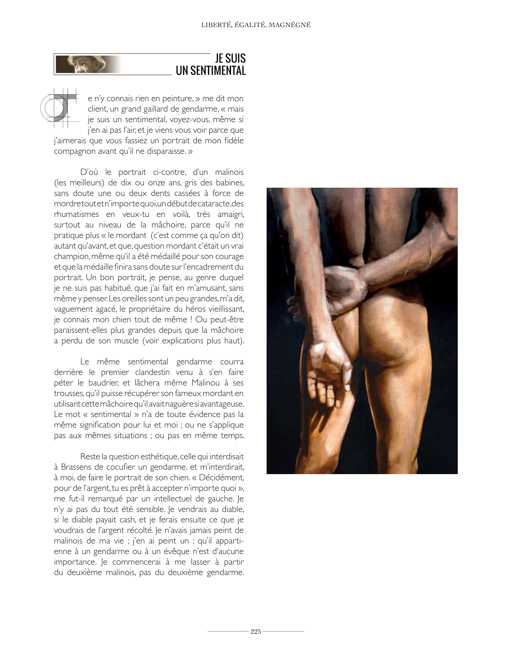 LIBERTÉ, ÉGALITÉ, MAGNÉGNÉ
JE SUIS
UN SENTIMENTAL
Je n'y connais rien en peinture, » me dit mon
client, un grand gaillard de gendarme, « mais
je suis un sentimental, voyez-vous, même si
j'en ai pas l'air, et je viens vous voir parce que
j'aimerais que vous fassiez un portrait de mon fidèle
compagnon avant qu'il ne disparaisse. »
D'où le portrait ci-contre, d'un malinois
(les meilleurs) de dix ou onze ans, gris des babines,
sans doute une ou deux dents cassées à force de
mordre tout et n'importe quoi, un début de cataracte, des
rhumatismes en veux-tu en voilà, très amaigri,
surtout au niveau de la mâchoire, parce qu'il ne
pratique plus « le mordant (c'est comme ça qu'on dit)
autant qu'avant, et que, question mordant c'était un vrai
champion, même qu'il a été médaillé pour son courage
et que la médaille finira sans doute sur l'encadrement du
portrait. Un bon portrait, je pense, au genre duquel
je ne suis pas habitué, que j'ai fait en m'amusant, sans
même y penser. Les oreilles sont un peu grandes, m'a dit,
vaguement agacé, le propriétaire du héros vieillissant,
je connais mon chien tout de même ! Ou peut-être
paraissent-elles plus grandes depuis que la mâchoire
a perdu de son muscle (voir explications plus haut).
Le même sentimental gendarme courra
derrière le premier clandestin venu à s'en faire
péter le baudrier, et lâchera même Malinou à ses
trousses, qu'il puisse récupérer son fameux mordant en
utilisant cette mâchoire qu'il avait naguère si avantageuse.
Le mot « sentimental » n'a de toute évidence pas la
même signification pour lui et moi ; ou ne s'applique
pas aux mêmes situations ; ou pas en même temps.
Reste la question esthétique, celle qui interdisait
à Brassens de cocufier un gendarme, et m'interdirait,
à moi, de faire le portrait de son chien. « Décidément,
pour de l'argent, tu es prêt à accepter n'importe quoi »,
me fut-il remarqué par un intellectuel de gauche. Je
n'y ai pas du tout été sensible. Je vendrais au diable,
si le diable payait cash, et je ferais ensuite ce que je
voudrais de l'argent récolté. Je n'avais jamais peint de
malinois de ma vie ; j'en ai peint un ; qu'il apparti-
enne à un gendarme ou à un évêque n'est d'aucune
importance. Je commencerai à me lasser à partir
du deuxième malinois, pas du deuxième gendarme.
225